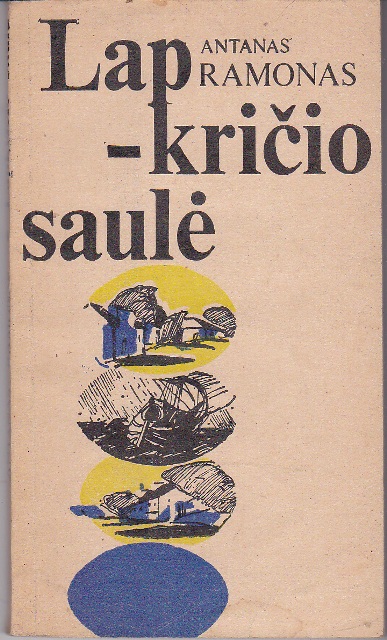 Lap
ANTANAS
RAMONAS
-kričio
saulė